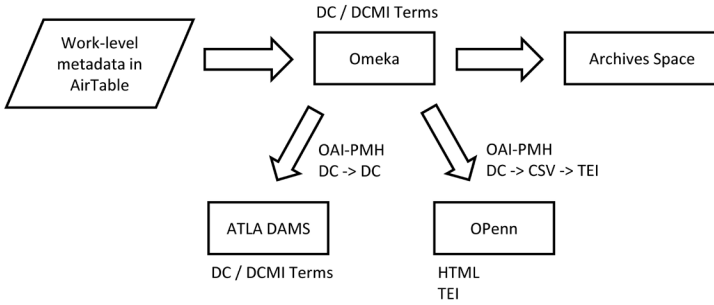 DC / DCMI Terms
Work-level
metadata in
AirTable
Omeka
Archives Space
OAI-PMH
DC -> DC
OAI-PMH
DC -> CSV -> TEI
ATLA DAMS
OPenn
DC / DCMI Terms
HTML
TEI